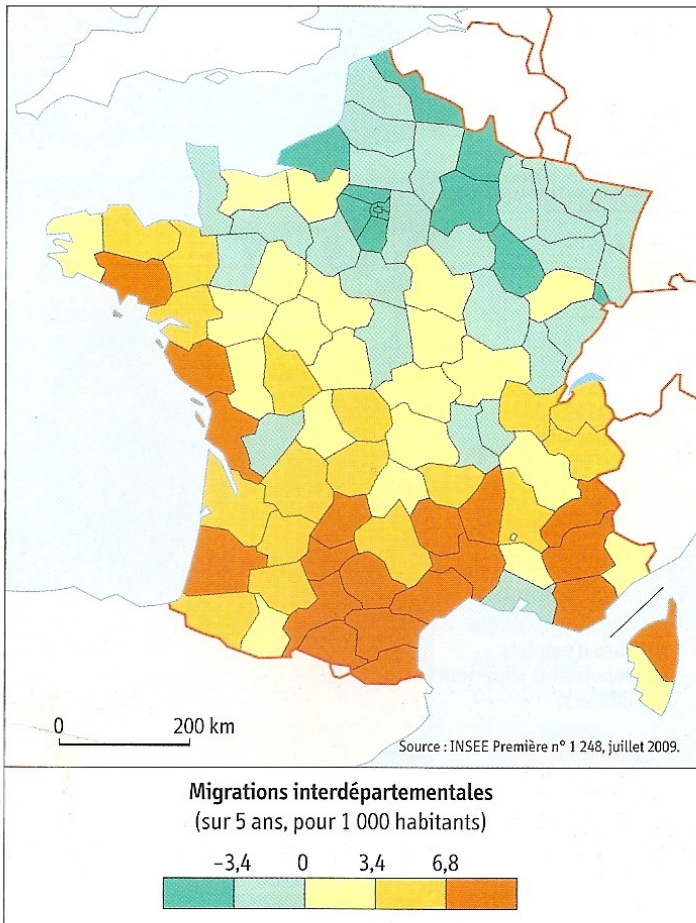 0
200 km
Source : INSEE Première n° 1 248, juillet 2009.
Migrations interdépartementales
(sur 5 ans, pour 1 000 habitants)
−3,4 0 3,4 6,8